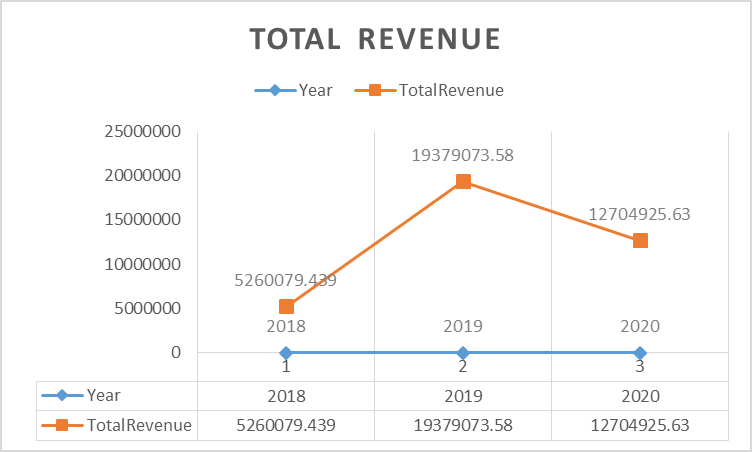 TOTAL REVENUE
Year TotalRevenue
25000000
20000000
15000000
10000000
5000000
0
19379073.58
12704925.63
5260079.439
2018 2019 2020
1 2 3
Year 2018 2019 2020
TotalRevenue 5260079.439 19379073.58 12704925.63